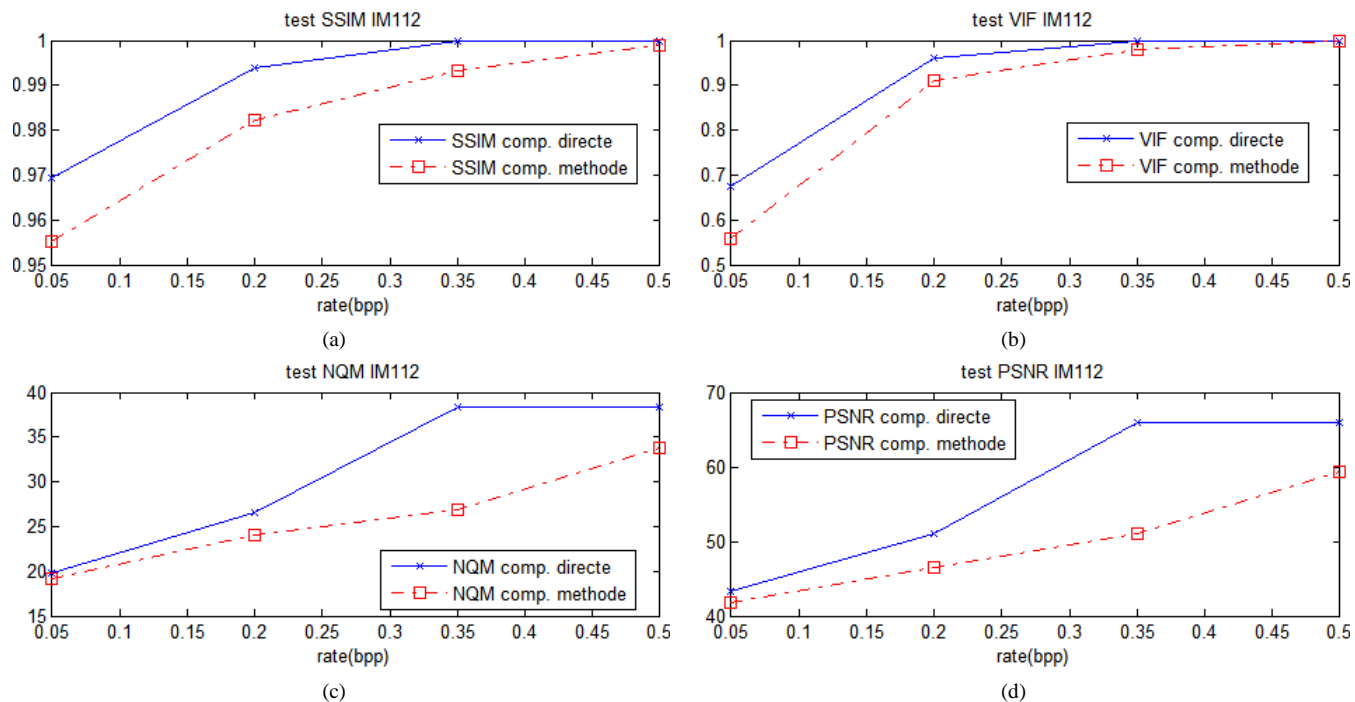 test SSIM IM112
1
0.99
0.98
0.97
0.96
0.95
SSIM comp. directe
SSIM comp. methode
0.05 0.1 0.15 0.2 0.25 0.3 0.35 0.4 0.45 0.5
rate(bpp)
(a)
test VIF IM112
1
0.9
0.8
0.7
0.6
0.5
VIF comp. directe
VIF comp. methode
0.05 0.1 0.15 0.2 0.25 0.3 0.35 0.4 0.45 0.5
rate(bpp)
(b)
test NQM IM112
40
35
30
25
20
15
NQM comp. directe
NQM comp. methode
0.05 0.1 0.15 0.2 0.25 0.3 0.35 0.4 0.45 0.5
rate(bpp)
(c)
test PSNR IM112
70
60
50
40
PSNR comp. directe
PSNR comp. methode
0.05 0.1 0.15 0.2 0.25 0.3 0.35 0.4 0.45 0.5
rate(bpp)
(d)